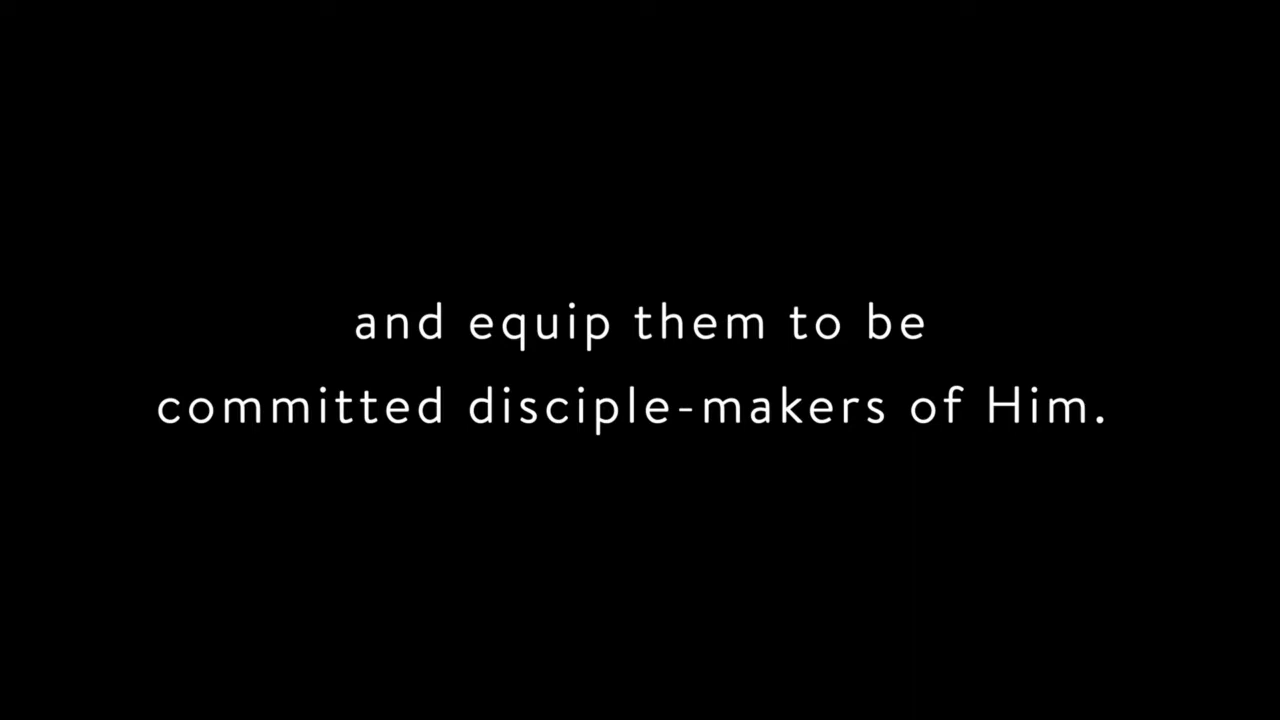 and equip them to be
committed disciple-makers of Him.